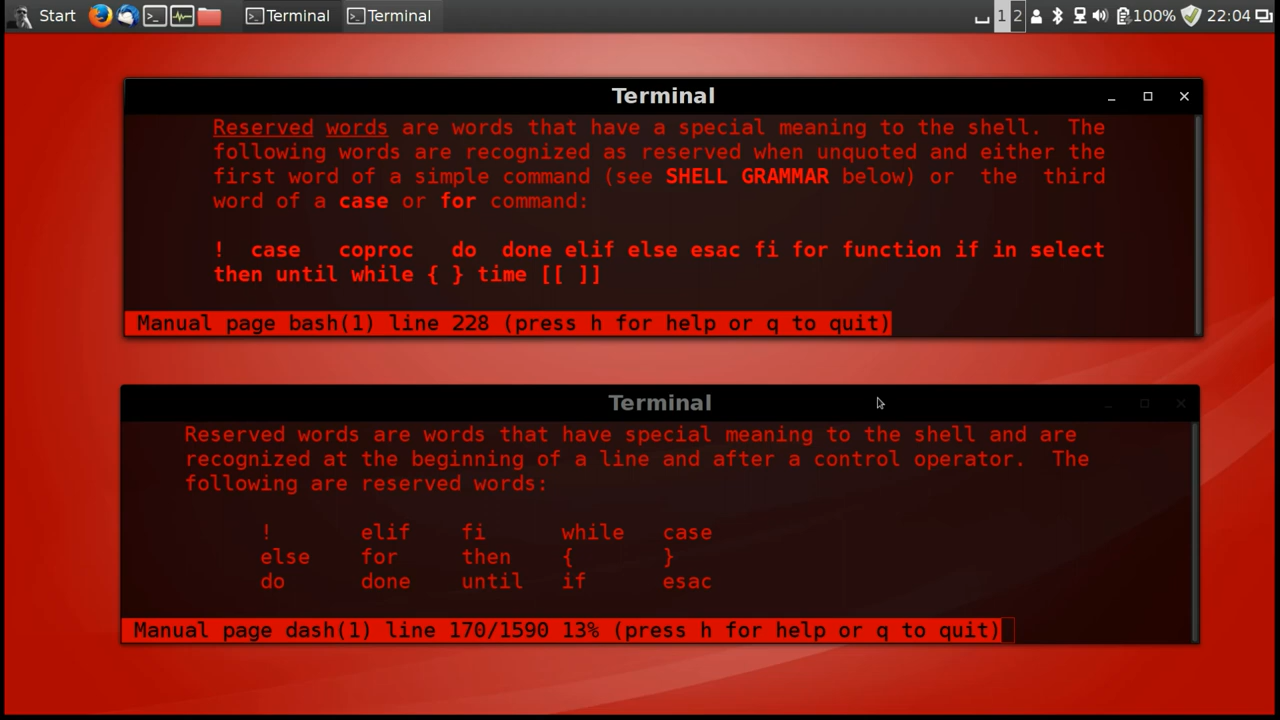 Start Terminal Terminal 1 2 100% 22:04
Terminal
Reserved words are words that have a special meaning to the shell. The
following words are recognized as reserved when unquoted and either the
first word of a simple command (see SHELL GRAMMAR below) or the third
word of a case or for command:
! case coproc do done elif else esac fi for function if in select
then until while { } time [[ ]]
Manual page bash(1) line 228 (press h for help or q to quit)
Terminal
Reserved words are words that have special meaning to the shell and are
recognized at the beginning of a line and after a control operator. The
following are reserved words:
! elif fi while case
else for then { }
do done until if esac
Manual page dash(1) line 170/1590 13% (press h for help or q to quit)